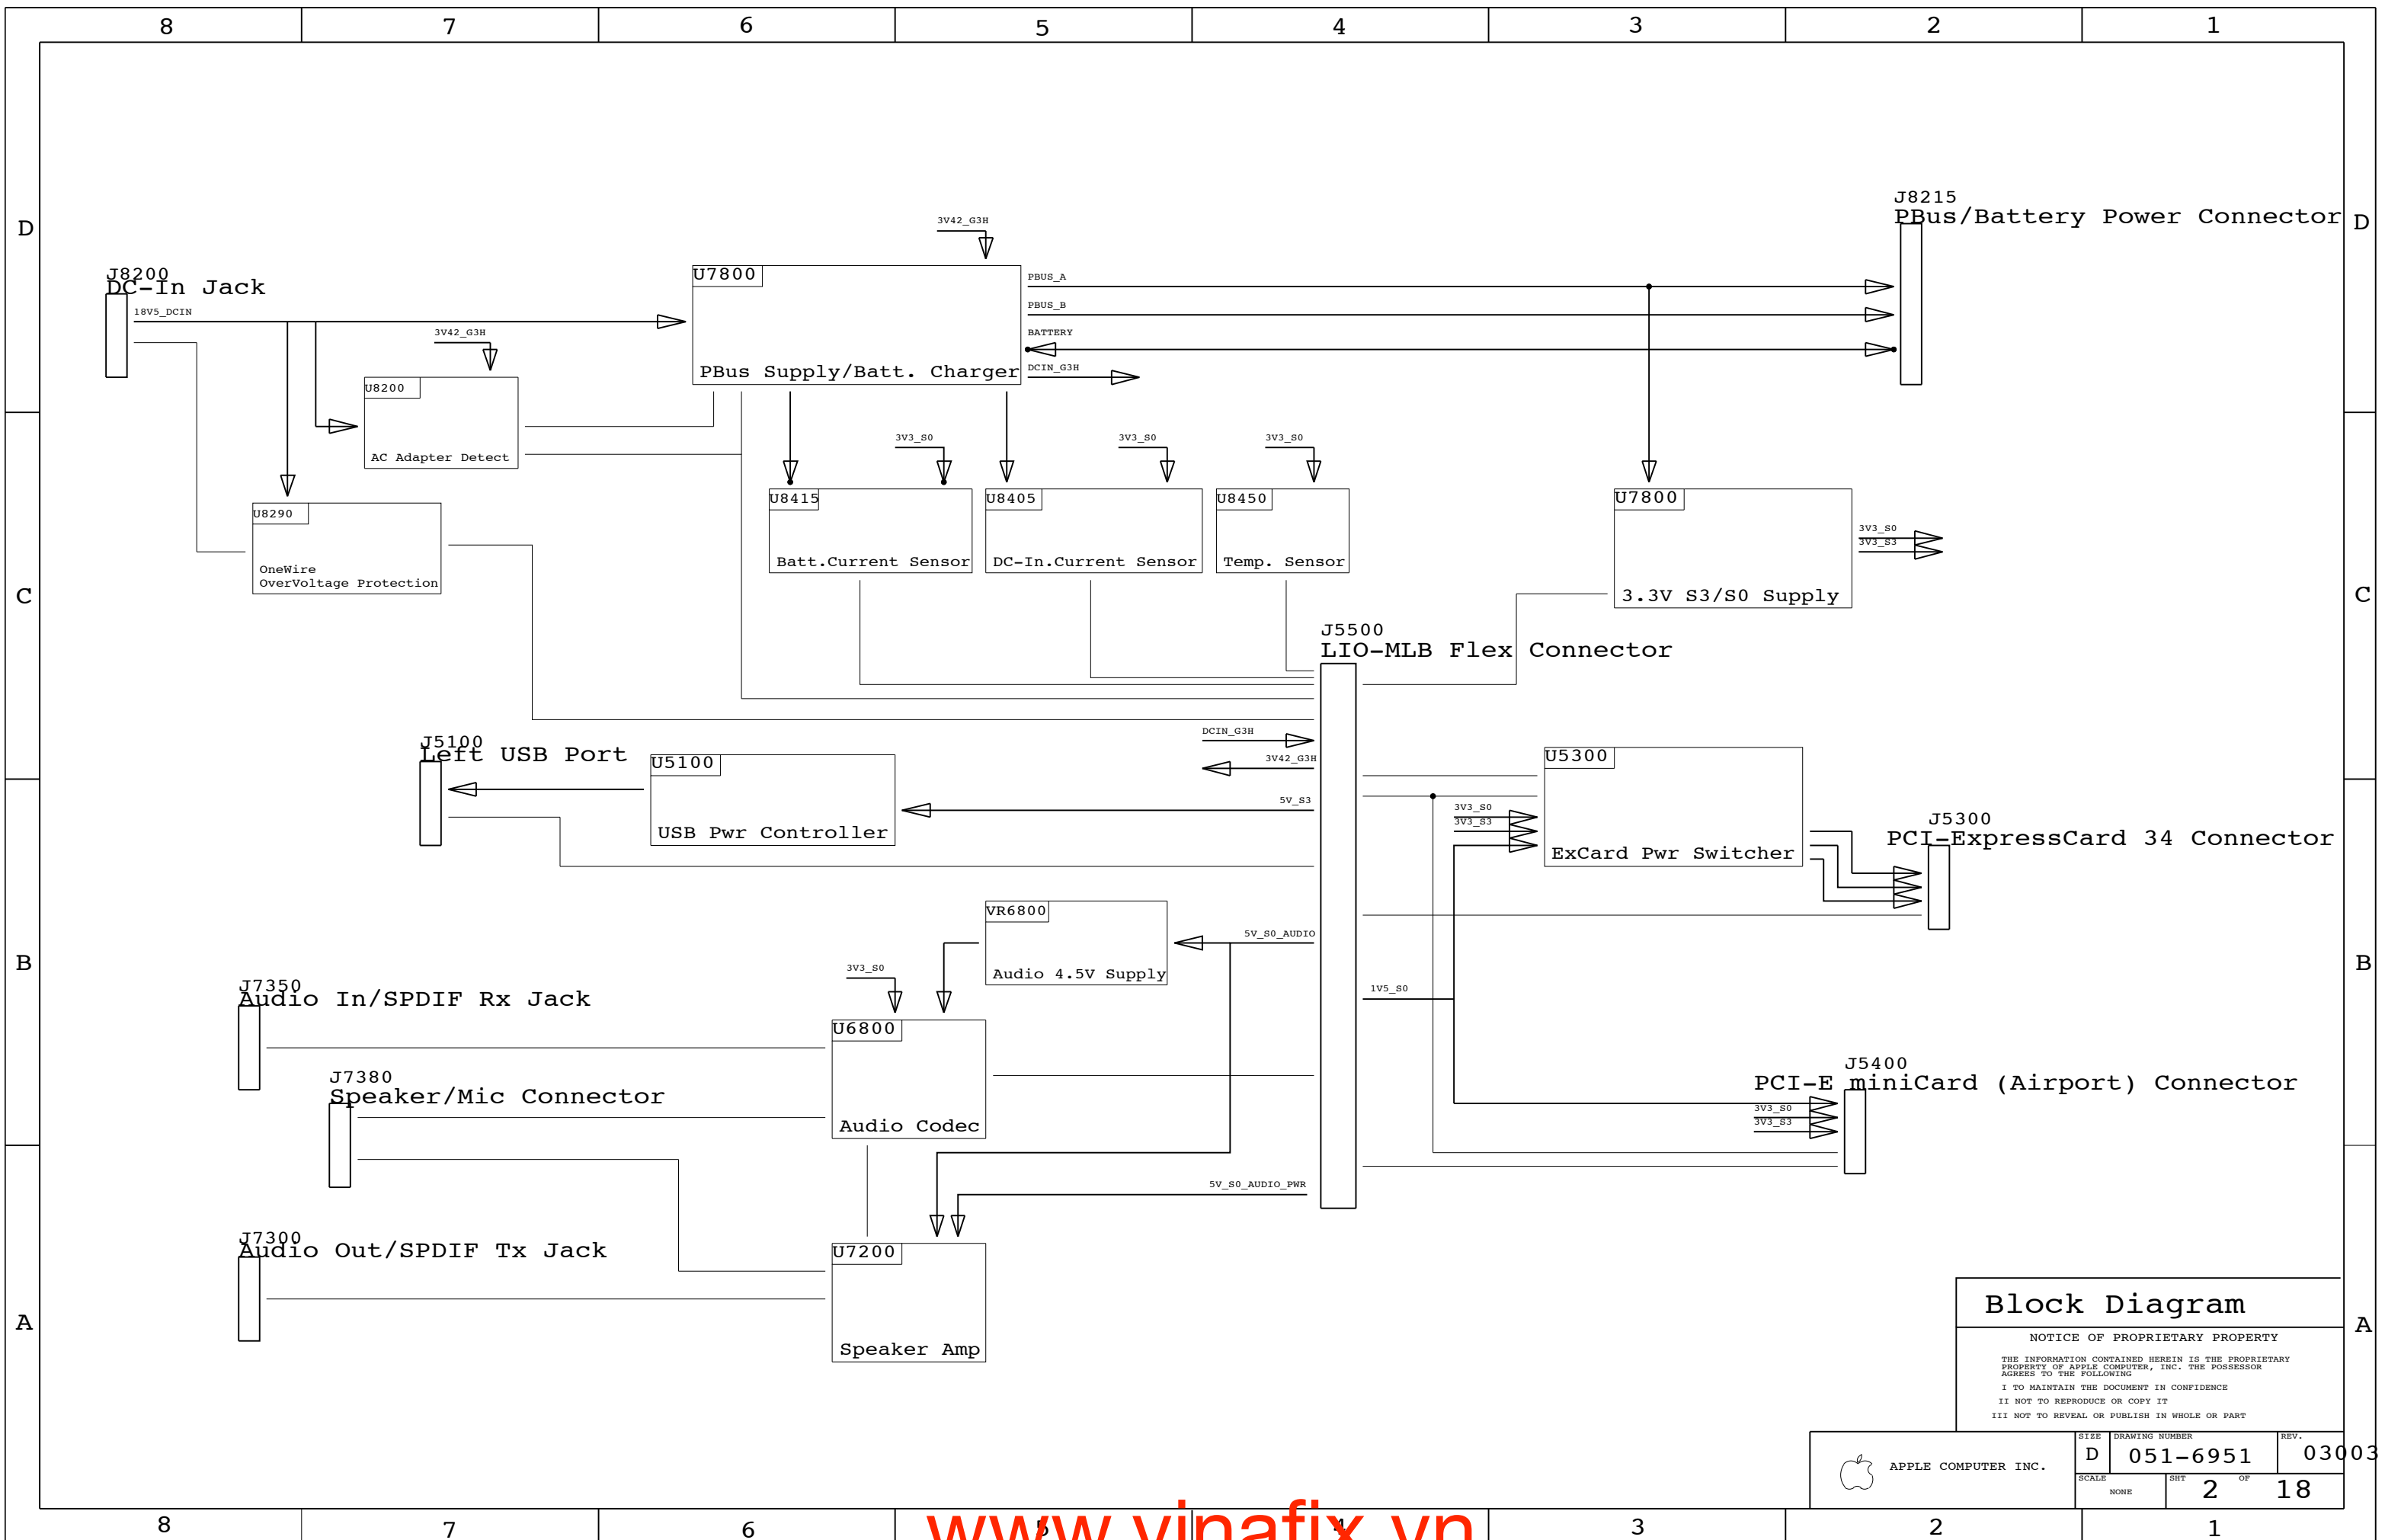 8 7 6 5 4 3 2 1
D
D
C
C
B
B
A
A
J8215
PBus/Battery Power Connector
3V42_G3H
J8200
DC-In Jack
18V5_DCIN
U7800
PBus Supply/Batt. Charger
PBUS_A
PBUS_B
BATTERY
DCIN_G3H
3V42_G3H
U8200
AC Adapter Detect
U8290
OneWire
OverVoltage Protection
3V3_S0
3V3_S0
3V3_S0
U8415
Batt.Current Sensor
U8405
DC-In.Current Sensor
U8450
Temp. Sensor
U7800
3.3V S3/S0 Supply
3V3_S0
3V3_S3
J5500
LIO-MLB Flex Connector
DCIN_G3H
3V42_G3H
5V_S3
J5100
Left USB Port
U5100
USB Pwr Controller
U5300
ExCard Pwr Switcher
3V3_S0
3V3_S3
J5300
PCI-ExpressCard 34 Connector
VR6800
Audio 4.5V Supply
5V_S0_AUDIO
1V5_S0
3V3_S0
J7350
Audio In/SPDIF Rx Jack
U6800
Audio Codec
J7380
Speaker/Mic Connector
J5400
PCI-E miniCard (Airport) Connector
3V3_S0
3V3_S3
5V_S0_AUDIO_PWR
J7300
Audio Out/SPDIF Tx Jack
U7200
Speaker Amp
Block Diagram
NOTICE OF PROPRIETARY PROPERTY
THE INFORMATION CONTAINED HEREIN IS THE PROPRIETARY
PROPERTY OF APPLE COMPUTER, INC. THE POSSESSOR
AGREES TO THE FOLLOWING
I TO MAINTAIN THE DOCUMENT IN CONFIDENCE
II NOT TO REPRODUCE OR COPY IT
III NOT TO REVEAL OR PUBLISH IN WHOLE OR PART
APPLE COMPUTER INC.
SIZE
D
DRAWING NUMBER
051-6951
REV.
03003
SCALE
NONE
SHT
2
OF
18
8 7 6 5 4 3 2 1
www.vinafix.vn